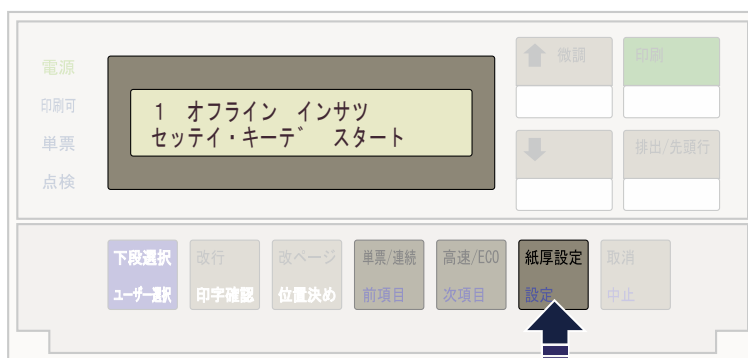 電源
印刷可
単票
点検
1 オフライン インサツ
セッテイ・キーデ゛ スタート
微調
印刷
排出/先頭行
下段選択
改行
改ページ
単票/連続
高速/ECO
紙厚設定
取消
ユーザー選択
印字確認
位置決め
前項目
次項目
設定
中止